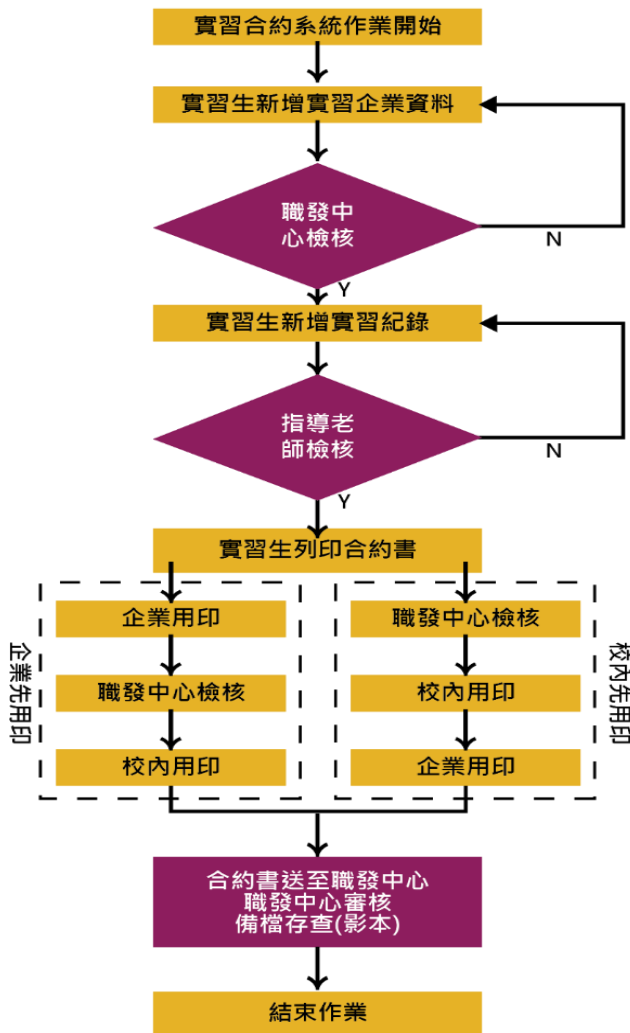 實習合約系統作業開始
實習生新增實習企業資料
職發中
心檢核
N
Y
實習生新增實習紀錄
指導老
師檢核
N
Y
實習生列印合約書
企業先用印
企業用印
職發中心檢核
校內用印
校內先用印
職發中心檢核
校內用印
企業用印
合約書送至職發中心
職發中心審核
備檔存查(影本)
結束作業